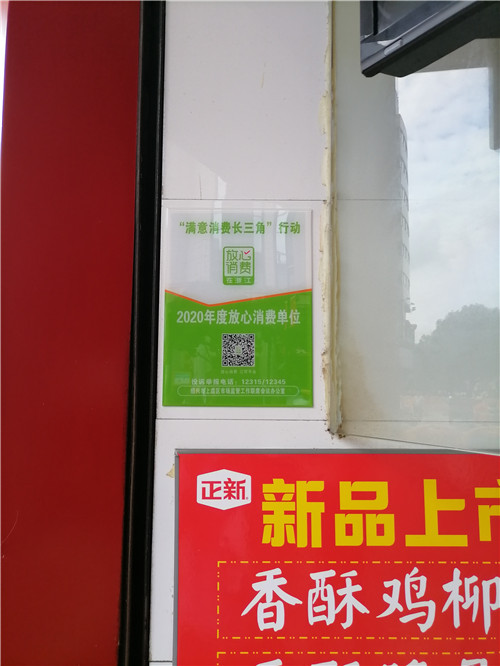 “满意消费长三角”行动
放心
消费
在浙江
2020年度放心消费单位
投诉举报电话：12315/12345
正新
新品上市
香酥鸡柳